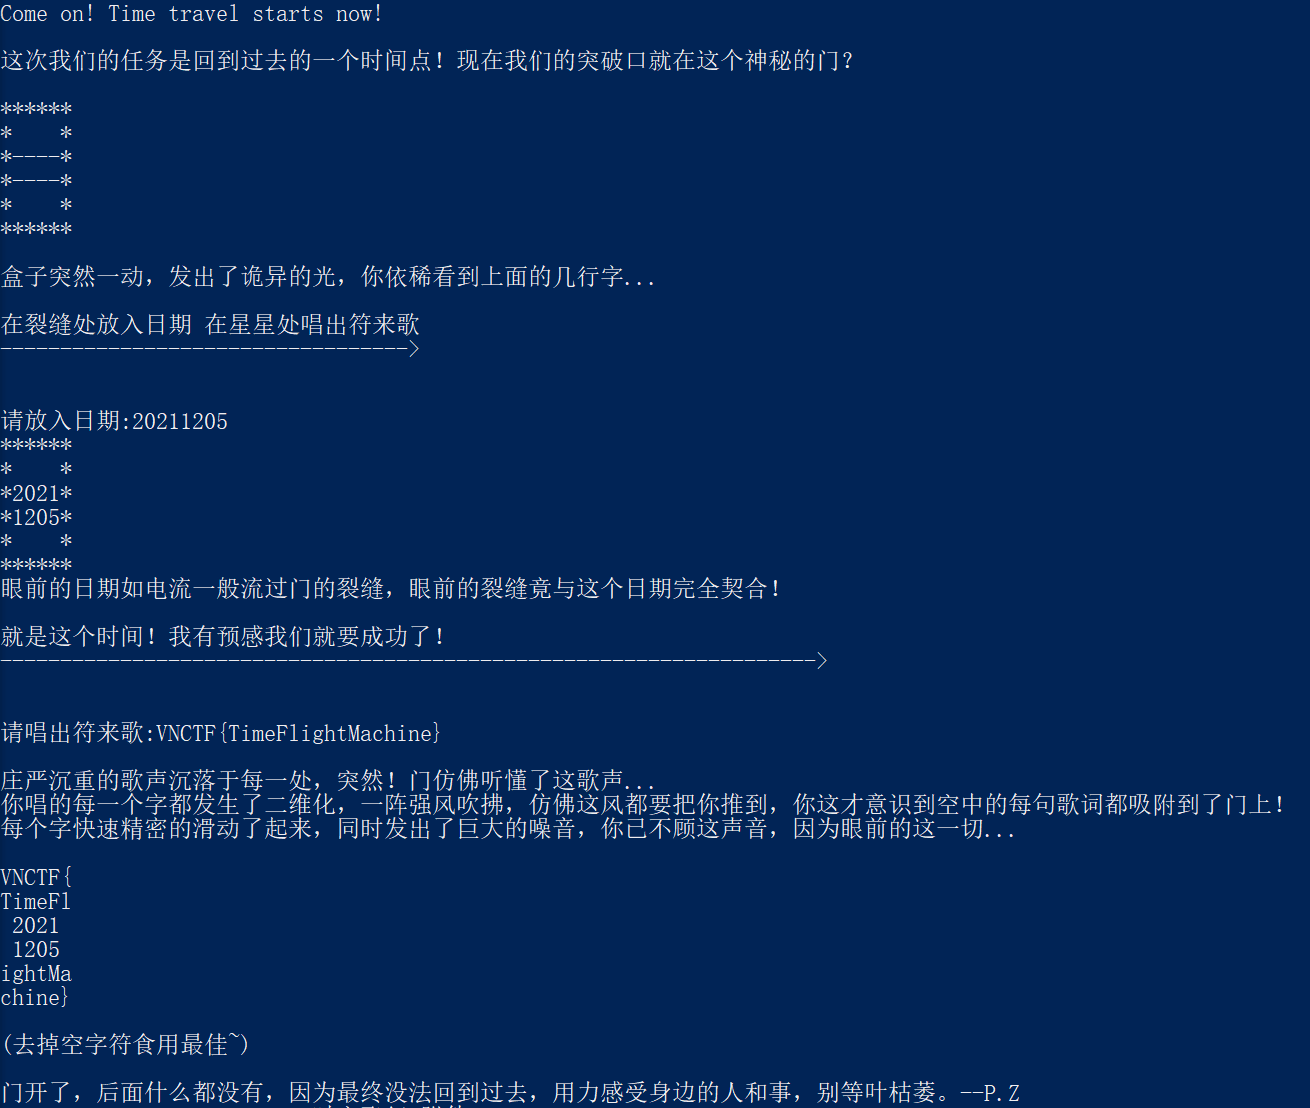 Come on! Time travel starts now!
这次我们的任务是回到过去的一个时间点！现在我们的突破口就在这个神秘的门？
******
*    *
*----*
*----*
*    *
******
盒子突然一动，发出了诡异的光，你依稀看到上面的几行字...
在裂缝处放入日期 在星星处唱出符来歌
---------------------------------->
请放入日期:20211205
******
*    *
*2021*
*1205*
*    *
******
眼前的日期如电流一般流过门的裂缝，眼前的裂缝竟与这个日期完全契合！
就是这个时间！我有预感我们就要成功了！
-------------------------------------------------------------------->
请唱出符来歌:VNCTF{TimeFlightMachine}
庄严沉重的歌声沉落于每一处，突然！门仿佛听懂了这歌声...
你唱的每一个字都发生了二维化，一阵强风吹拂，仿佛这风都要把你推到，你这才意识到空中的每句歌词都吸附到了门上！
每个字快速精密的滑动了起来，同时发出了巨大的噪音，你已不顾这声音，因为眼前的这一切...
VNCTF{
TimeFl
 2021
 1205
ightMa
chine}
(去掉空字符食用最佳~)
门开了，后面什么都没有，因为最终没法回到过去，用力感受身边的人和事，别等叶枯萎。--P.Z